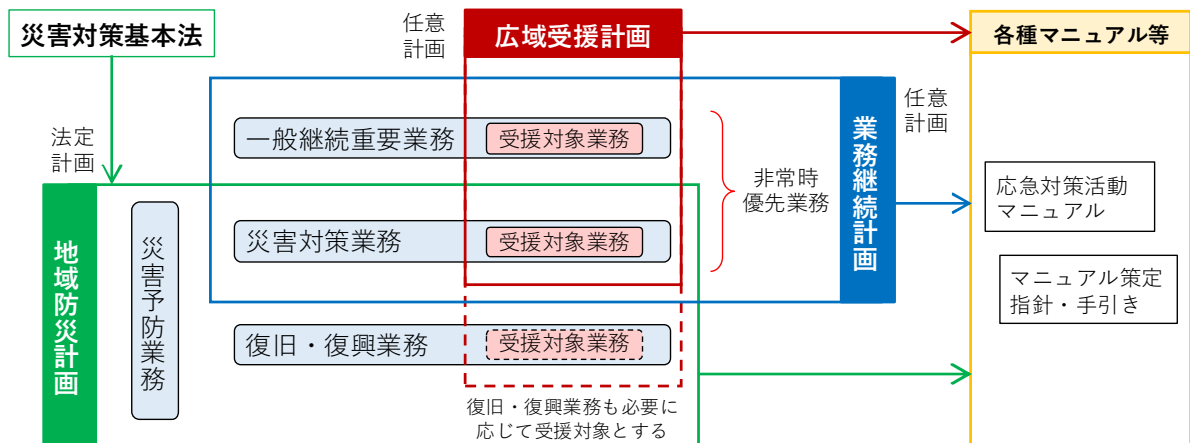 災害対策基本法
任意
計画
広域受援計画
各種マニュアル等
法定
計画
一般継続重要業務
受援対象業務
任意
計画
業務継続計画
非常時
優先業務
災害対策業務
受援対象業務
地域防災計画
災害予防業務
復旧・復興業務
受援対象業務
復旧・復興業務も必要に
応じて受援対象とする
応急対策活動
マニュアル
マニュアル策定
指針・手引き